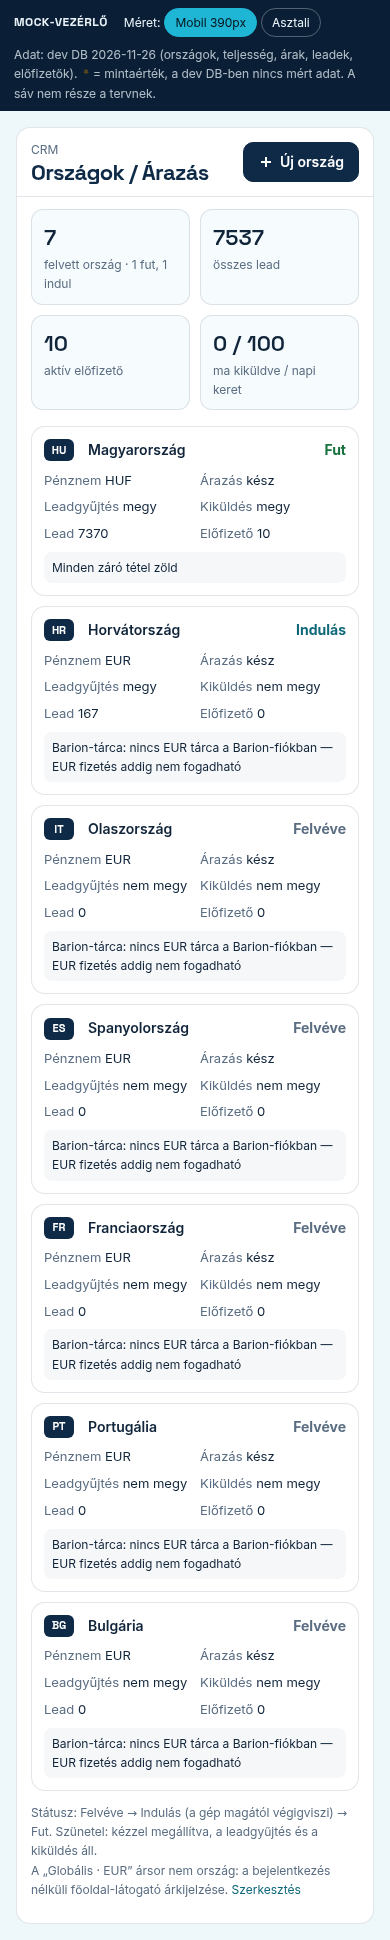 MOCK-VEZÉRLŐ Méret: Mobil 390px Asztali
Adat: dev DB 2026-11-26 (országok, teljesség, árak, leadek,
előfizetők). * = mintaérték, a dev DB-ben nincs mért adat. A
sáv nem része a tervnek.
CRM
Országok / Árazás
+ Új ország
7
felvett ország · 1 fut, 1
indul
7537
összes lead
10
aktív előfizető
0 / 100
ma kiküldve / napi
keret
HU Magyarország Fut
Pénznem HUF Árazás kész
Leadgyűjtés megy Kiküldés megy
Lead 7370 Előfizető 10
Minden záró tétel zöld
HR Horvátország Indulás
Pénznem EUR Árazás kész
Leadgyűjtés megy Kiküldés nem megy
Lead 167 Előfizető 0
Barion-tárca: nincs EUR tárca a Barion-fiókban —
EUR fizetés addig nem fogadható
IT Olaszország Felvéve
Pénznem EUR Árazás kész
Leadgyűjtés nem megy Kiküldés nem megy
Lead 0 Előfizető 0
Barion-tárca: nincs EUR tárca a Barion-fiókban —
EUR fizetés addig nem fogadható
ES Spanyolország Felvéve
Pénznem EUR Árazás kész
Leadgyűjtés nem megy Kiküldés nem megy
Lead 0 Előfizető 0
Barion-tárca: nincs EUR tárca a Barion-fiókban —
EUR fizetés addig nem fogadható
FR Franciaország Felvéve
Pénznem EUR Árazás kész
Leadgyűjtés nem megy Kiküldés nem megy
Lead 0 Előfizető 0
Barion-tárca: nincs EUR tárca a Barion-fiókban —
EUR fizetés addig nem fogadható
PT Portugália Felvéve
Pénznem EUR Árazás kész
Leadgyűjtés nem megy Kiküldés nem megy
Lead 0 Előfizető 0
Barion-tárca: nincs EUR tárca a Barion-fiókban —
EUR fizetés addig nem fogadható
BG Bulgária Felvéve
Pénznem EUR Árazás kész
Leadgyűjtés nem megy Kiküldés nem megy
Lead 0 Előfizető 0
Barion-tárca: nincs EUR tárca a Barion-fiókban —
EUR fizetés addig nem fogadható
Státusz: Felvéve → Indulás (a gép magától végigviszi) →
Fut. Szünetel: kézzel megállítva, a leadgyűjtés és a
kiküldés áll.
A „Globális · EUR” ársor nem ország: a bejelentkezés
nélküli főoldal-látogató árkijelzése. Szerkesztés